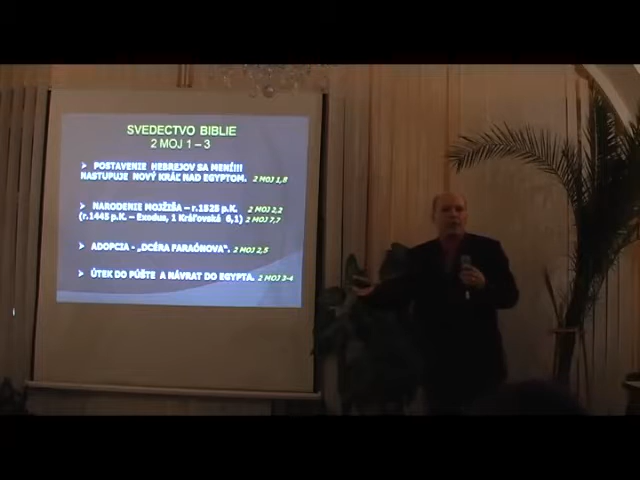 SVEDECTVO BIBLIE
2 MOJ 1 – 3
➢ POSTAVENIE HEBREJOV SA MENÍ!!!
NASTUPUJE NOVÝ KRÁĽ NAD EGYPTOM. 2 MOJ 1,8
➢ NARODENIE MOJŽIŠA – r.1525 p.K. 2 MOJ 2,2
(r.1445 p.K. – Exodus, 1 Kráľovská 6,1) 2 MOJ 7,7
➢ ADOPCIA - „DCÉRA FARAÓNOVA“. 2 MOJ 2,5
➢ ÚTEK DO PÚŠTE A NÁVRAT DO EGYPTA. 2 MOJ 3-4